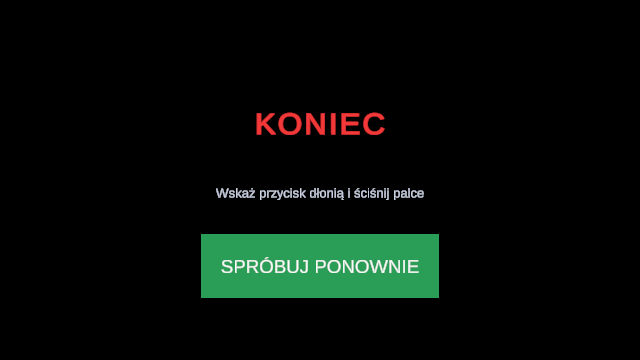 KONIEC
Wskaż przycisk dłonią i ściśnij palce
SPRÓBUJ PONOWNIE